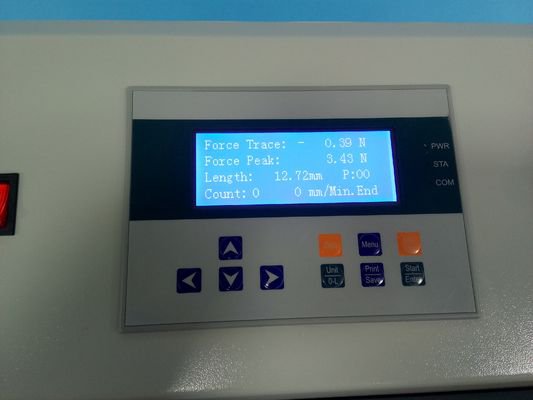 Force Trace: - 0.39 N
Force Peak: 3.43 N
Length: 12.72mm P:00
Count: 0 0 mm/Min.End
PWR
STA
COM
Menu
Unit
0-L
Print
Save
Start
Enter